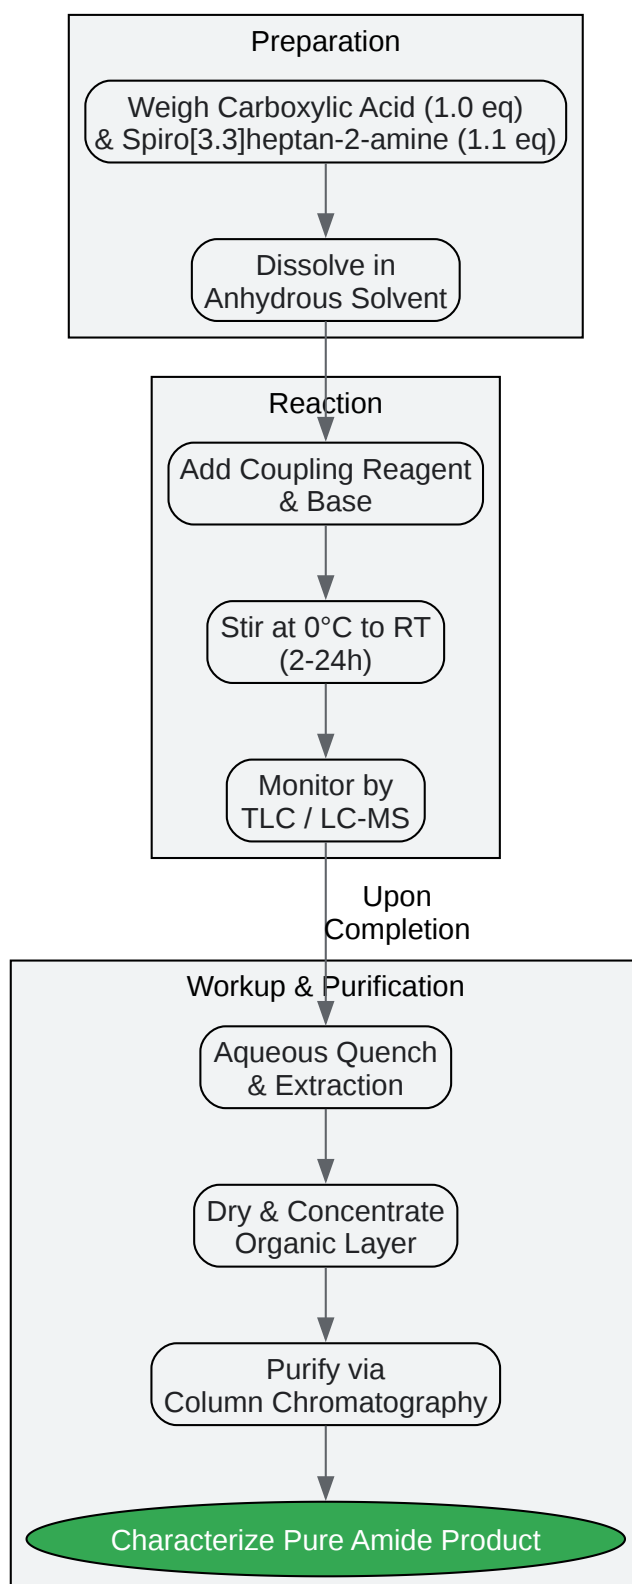 Preparation
Weigh Carboxylic Acid (1.0 eq)
& Spiro[3.3]heptan-2-amine (1.1 eq)
Dissolve in
Anhydrous Solvent
Reaction
Add Coupling Reagent
& Base
Stir at 0°C to RT
(2-24h)
Monitor by
TLC / LC-MS
Upon
Completion
Workup & Purification
Aqueous Quench
& Extraction
Dry & Concentrate
Organic Layer
Purify via
Column Chromatography
Characterize Pure Amide Product